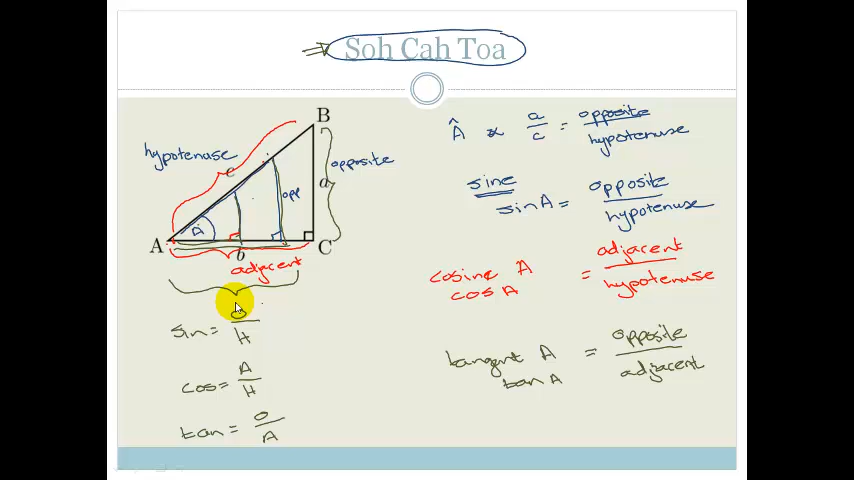 Soh Cah Toa
B
hypotenuse
c
opposite
a
opp
A
A
b
C
adjacent
sin = O/H
cos = A/H
tan = O/A
Â a/c = opposite/hypotenuse
sine
sin A = opposite/hypotenuse
cosine A = adjacent/hypotenuse
cos A
tangent A = opposite/adjacent
tan A